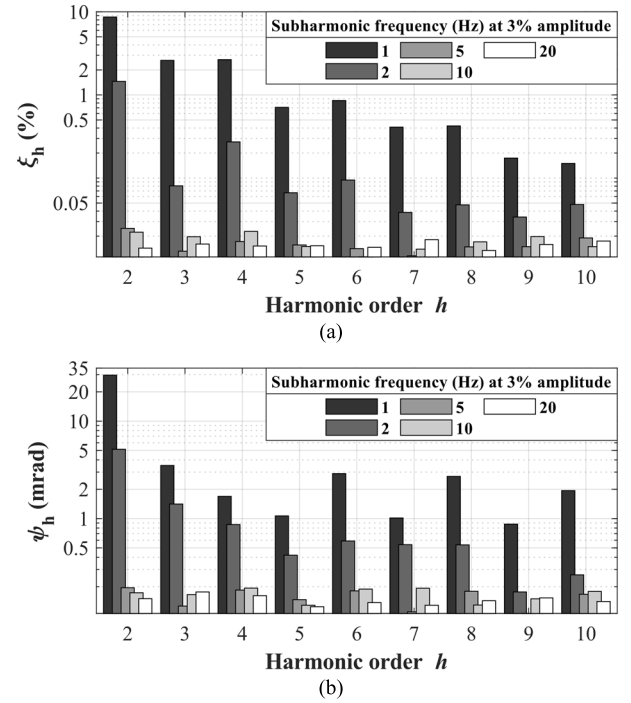 (a)
10
5
2
1
0.5
0.05
ξh (%)
Subharmonic frequency (Hz) at 3% amplitude
1 5 20
2 10
2 3 4 5 6 7 8 9 10
Harmonic order h
(a)
35
20
10
5
2
1
0.5
ψh (mrad)
Subharmonic frequency (Hz) at 3% amplitude
1 5 20
2 10
2 3 4 5 6 7 8 9 10
Harmonic order h
(b)